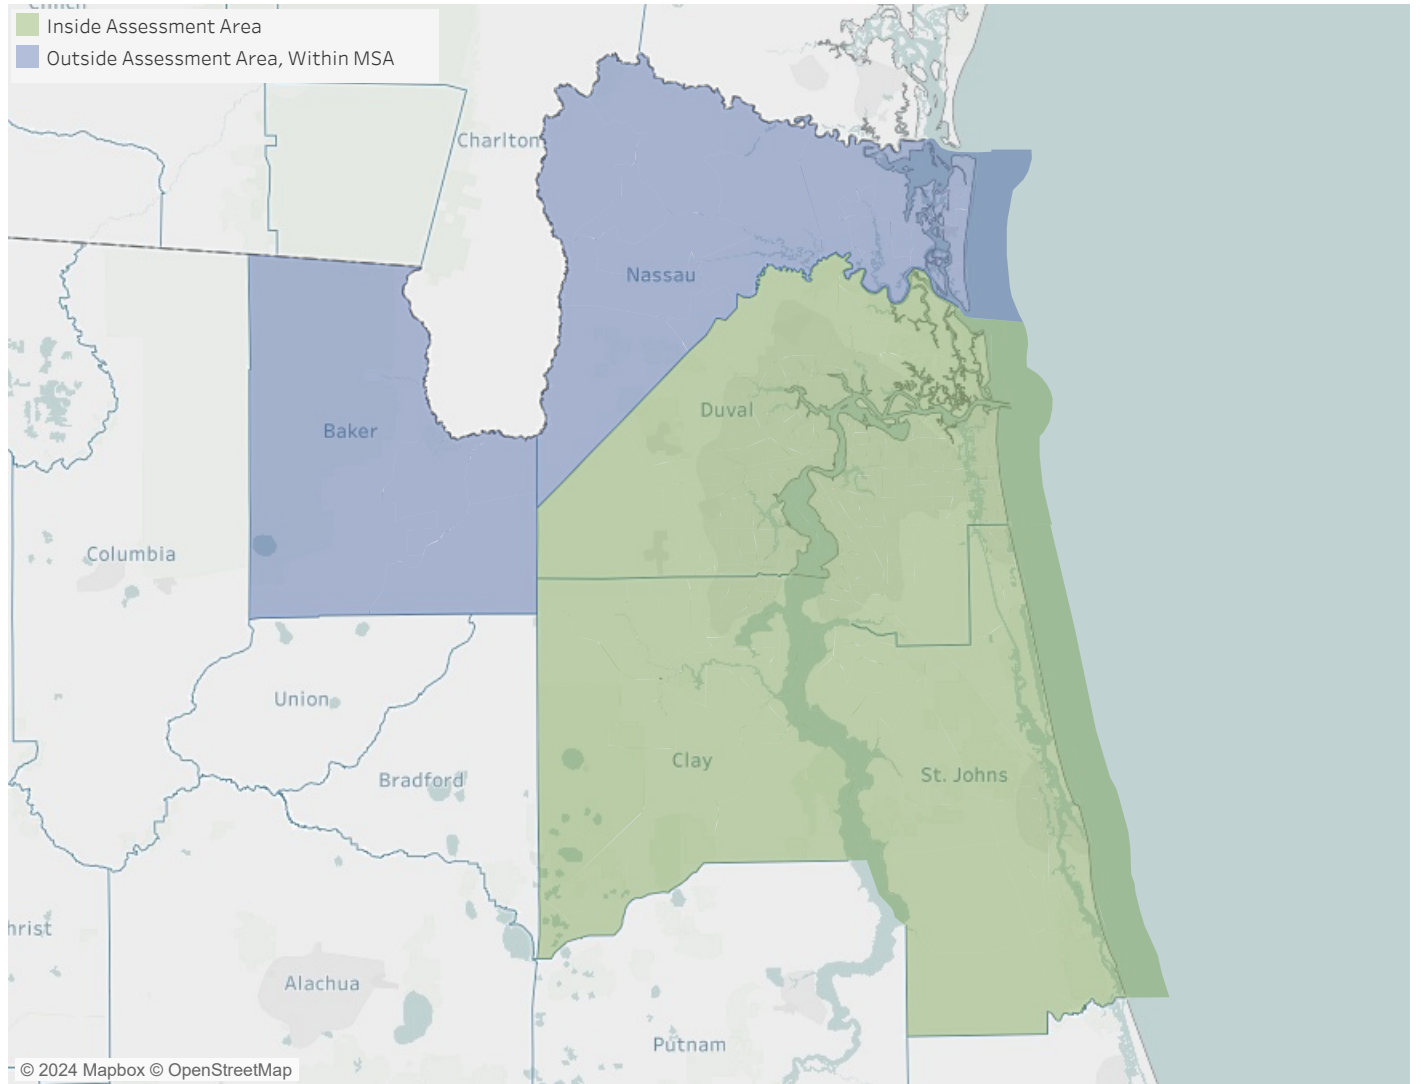 Clinch
Inside Assessment Area
Outside Assessment Area, Within MSA
Charlton
Nassau
Duval
Baker
Columbia
Union
Clay
St. Johns
Bradford
hrist
Alachua
Putnam
© 2024 Mapbox © OpenStreetMap